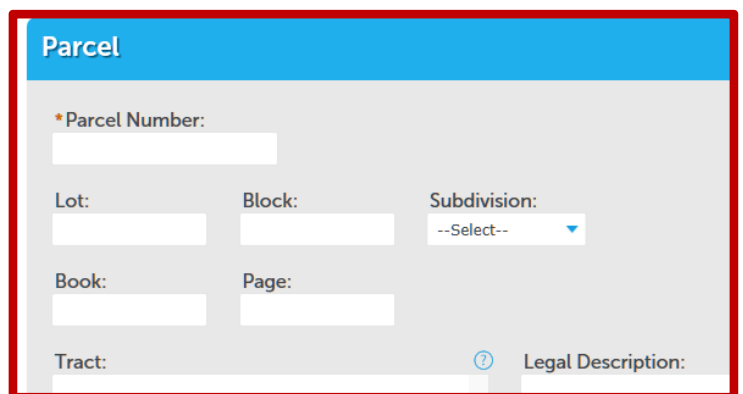 Parcel
*Parcel Number:
Lot: Block: Subdivision:
--Select--
Book: Page:
Tract: ? Legal Description: